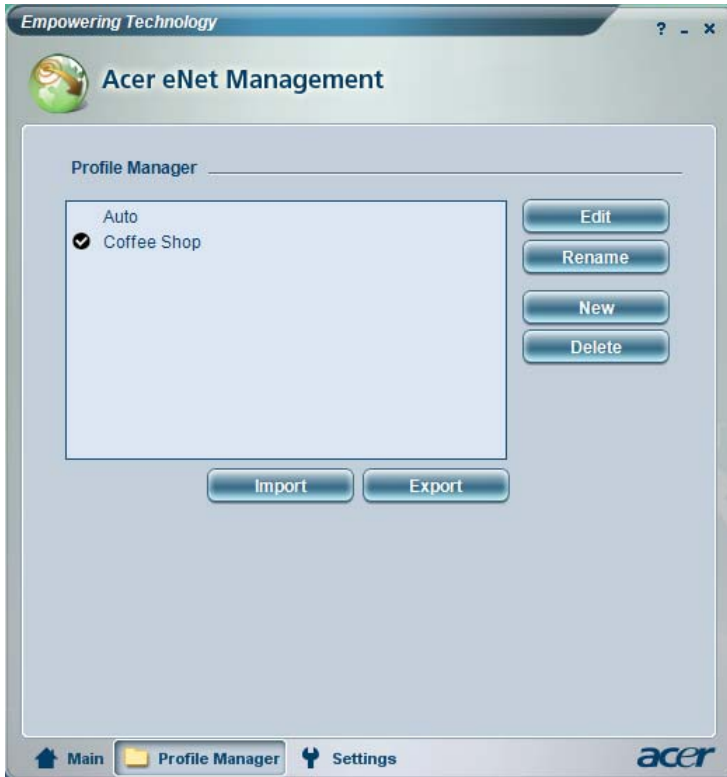 Empowering Technology
? - ×
Acer eNet Management
Profile Manager
Auto
Coffee Shop
Edit
Rename
New
Delete
Import
Export
Main
Profile Manager
Settings
acer